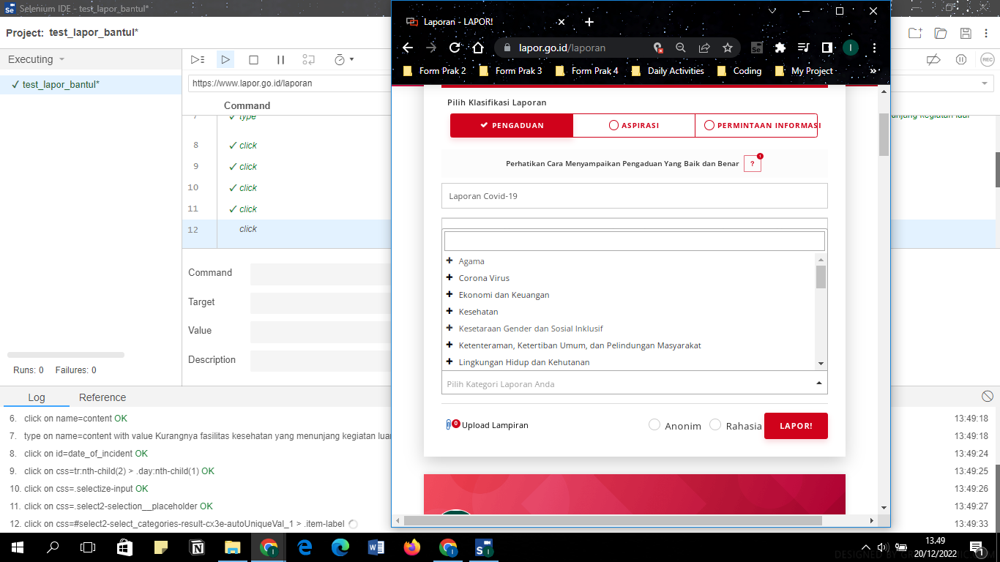 Selenium IDE - test_lapor_bantul*
Project: test_lapor_bantul*
Executing
✓ test_lapor_bantul*
https://www.lapor.go.id/laporan
Command
7 ✓ type
8 ✓ click
9 ✓ click
10 ✓ click
11 ✓ click
12 click
Command
Target
Value
Description
Runs: 0 Failures: 0
Log Reference
6. click on name=content OK
13:49:18
7. type on name=content with value Kurangnya fasilitas kesehatan yang menunjang kegiatan luar
13:49:18
8. click on id=date_of_incident OK
13:49:24
9. click on css=tr:nth-child(2) > .day:nth-child(1) OK
13:49:25
10. click on css=.selectize-input OK
13:49:26
11. click on css=.select2-selection__placeholder OK
13:49:27
12. click on css=#select2-select_categories-result-cx3e-autoUniqueVal_1 > .item-label
13:49:33
REC
kegiatan luar
Laporan - LAPOR!
lapor.go.id/laporan
Se
I
Form Prak 2 Form Prak 3 Form Prak 4 Daily Activities Coding My Project »
Pilih Klasifikasi Laporan
PENGADUAN ASPIRASI PERMINTAAN INFORMASI
Perhatikan Cara Menyampaikan Pengaduan Yang Baik dan Benar ? !
Laporan Covid-19
+ Agama
+ Corona Virus
+ Ekonomi dan Keuangan
+ Kesehatan
+ Kesetaraan Gender dan Sosial Inklusif
+ Ketenteraman, Ketertiban Umum, dan Pelindungan Masyarakat
+ Lingkungan Hidup dan Kehutanan
Pilih Kategori Laporan Anda
0 Upload Lampiran Anonim Rahasia LAPOR!
13.49
20/12/2022
1